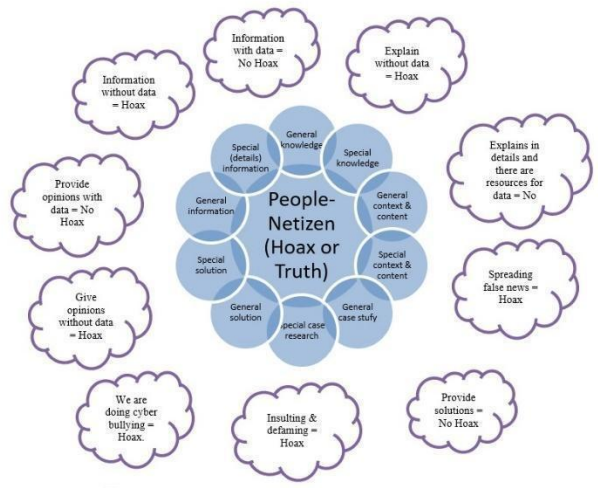 Information
with data =
No Hoax
Explain
without data
= Hoax
Information
without data
= Hoax
Explains in
details and
there are
resources for
data = No
Provide
opinions with
data = No
Hoax
Spreading
false news =
Hoax
Give
opinions
without data
= Hoax
Provide
solutions =
No Hoax
We are
doing cyber
bullying =
Hoax.
Insulting &
defaming =
Hoax
People-
Netizen
(Hoax or
Truth)
General
knowledge
Special
knowledge
General
context &
content
Special
context &
content
General
case stufy
Special case
research
General
solution
Special
solution
General
information
Special
(details)
information